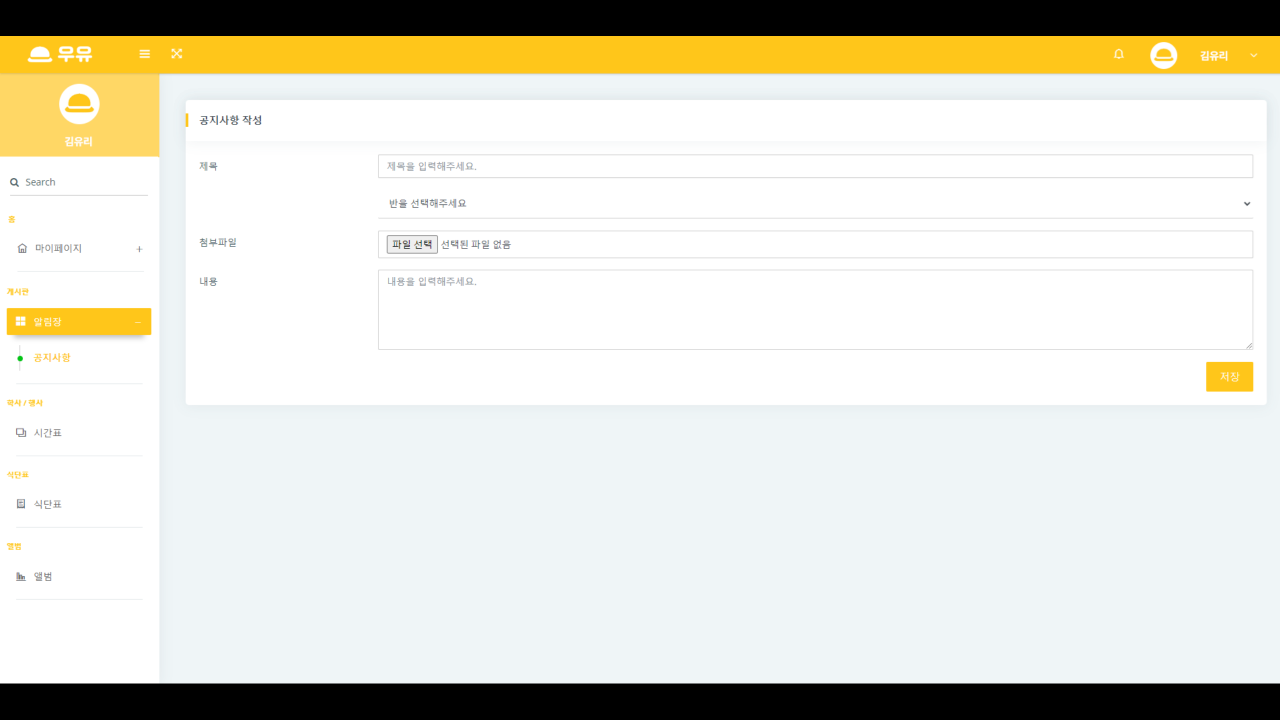 우유
김유리
김유리
Search
홈
마이페이지
게시판
알림장
공지사항
학사 / 행사
시간표
식단표
식단표
앨범
앨범
공지사항 작성
제목
제목을 입력해주세요.
반을 선택해주세요
첨부파일
파일 선택 선택된 파일 없음
내용
내용을 입력해주세요.
저장